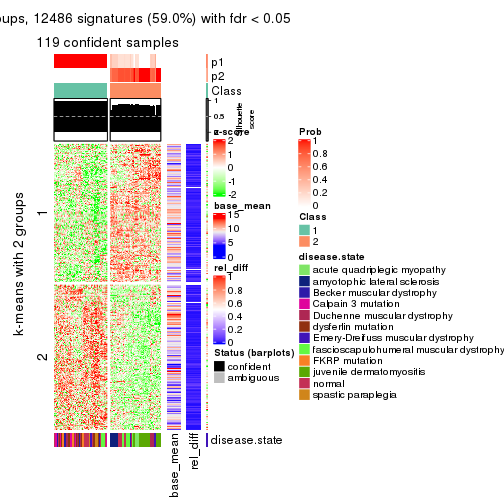 oups, 12486 signatures (59.0%) with fdr < 0.05
119 confident samples
p1
p2
Class
1
0.5
0
Silhouette
score
k-means with 2 groups
1
2
base_mean
rel_diff
disease.state
z-score
2
1
0
-1
-2
base_mean
15
10
5
0
rel_diff
1
0.8
0.6
0.4
0.2
0
Status (barplots)
confident
ambiguous
Prob
1
0.8
0.6
0.4
0.2
0
Class
1
2
disease.state
acute quadriplegic myopathy
amyotophic lateral sclerosis
Becker muscular dystrophy
Calpain 3 mutation
Duchenne muscular dystrophy
dysferlin mutation
Emery-Dreifuss muscular dystrophy
fascioscapulohumeral muscular dystrophy
FKRP mutation
juvenile dermatomyositis
normal
spastic paraplegia